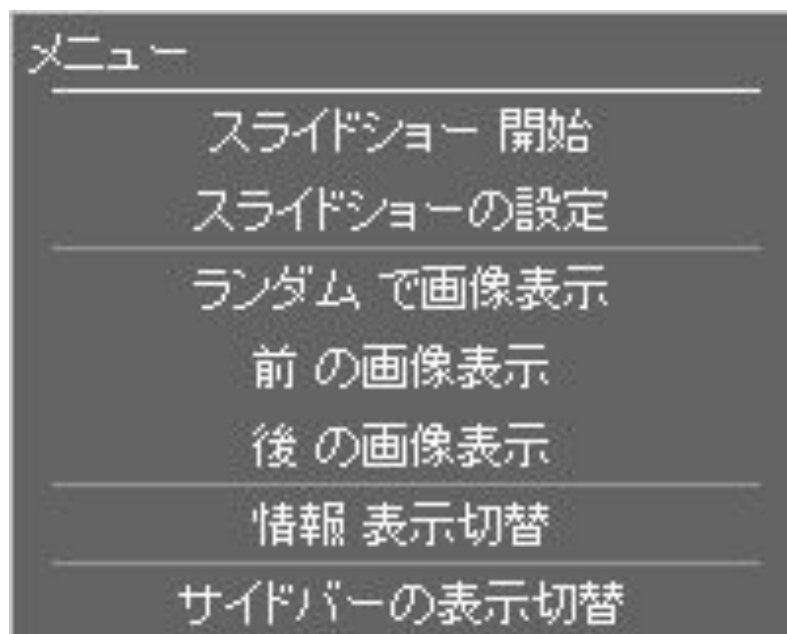 メニュー
スライドショー 開始
スライドショーの設定
ランダム で画像表示
前 の画像表示
後 の画像表示
情報 表示切替
サイドバーの表示切替